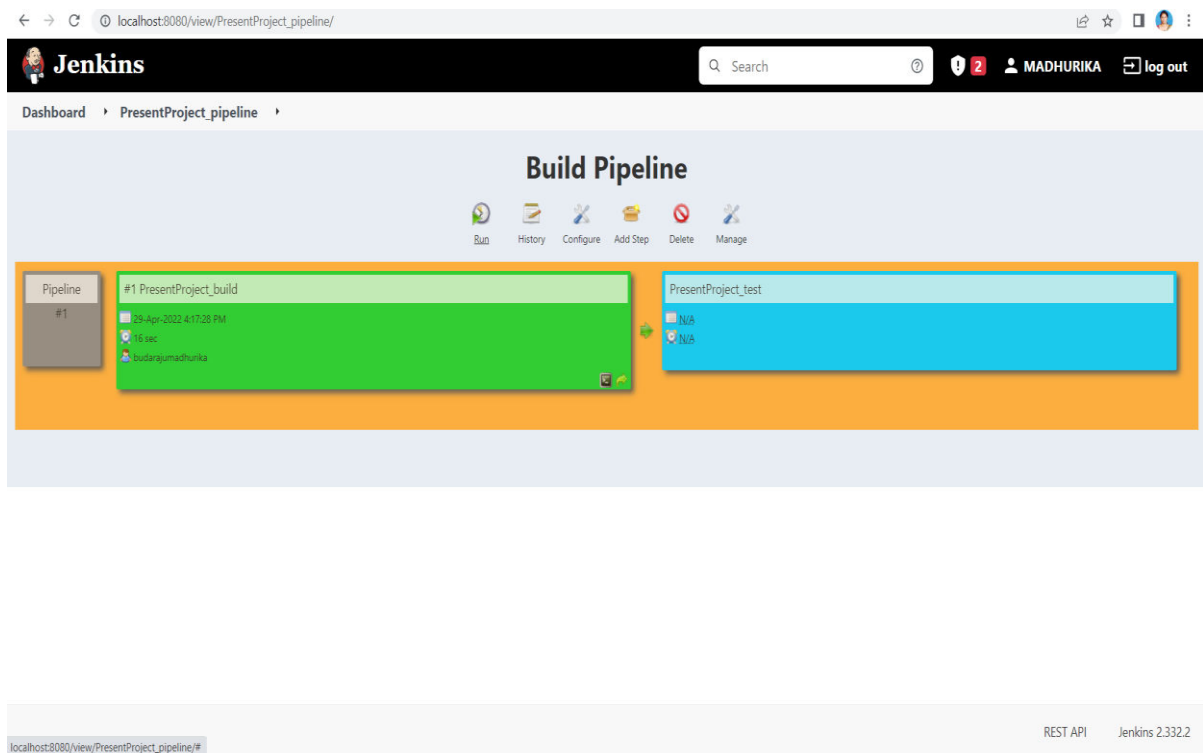 localhost:8080/view/PresentProject_pipeline/
Jenkins
Search
2
MADHURIKA
log out
Dashboard
PresentProject_pipeline
Build Pipeline
Run
History
Configure
Add Step
Delete
Manage
Pipeline
#1
#1 PresentProject_build
29-Apr-2022 4:17:28 PM
16 sec
budarajumadhurika
PresentProject_test
N/A
N/A
REST API
Jenkins 2.332.2
localhost:8080/view/PresentProject_pipeline/#